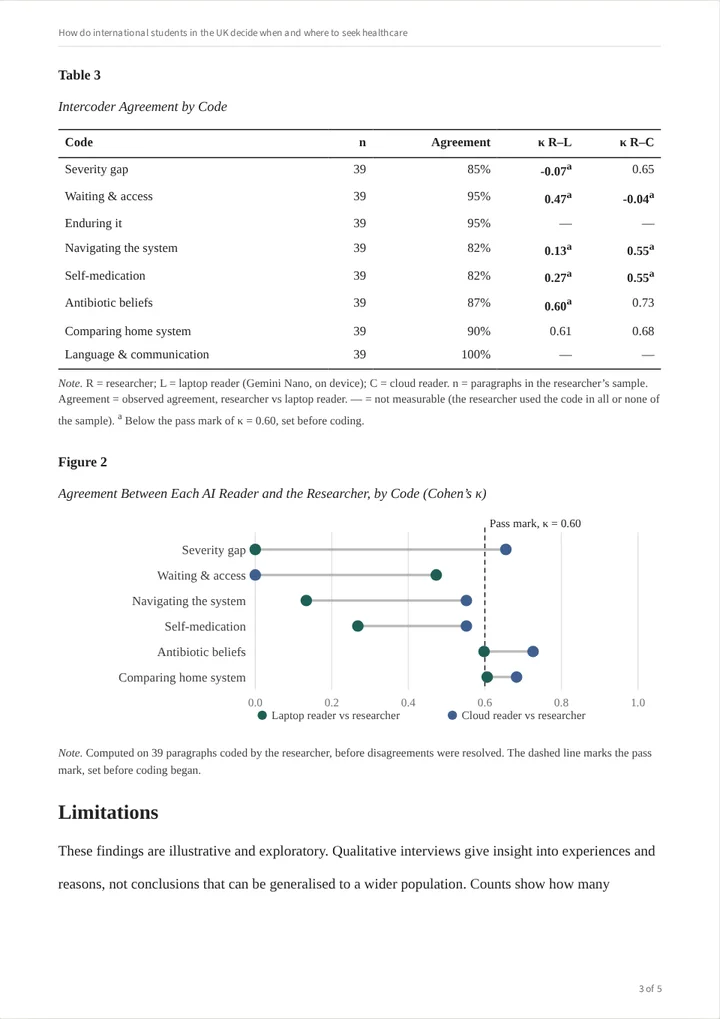 How do international students in the UK decide when and where to seek healthcare
Table 3
Intercoder Agreement by Code
Code n Agreement κ R–L κ R–C
Severity gap 39 85% -0.07a 0.65
Waiting & access 39 95% 0.47a -0.04a
Enduring it 39 95% — —
Navigating the system 39 82% 0.13a 0.55a
Self-medication 39 82% 0.27a 0.55a
Antibiotic beliefs 39 87% 0.60a 0.73
Comparing home system 39 90% 0.61 0.68
Language & communication 39 100% — —
Note. R = researcher; L = laptop reader (Gemini Nano, on device); C = cloud reader. n = paragraphs in the researcher’s sample.
Agreement = observed agreement, researcher vs laptop reader. — = not measurable (the researcher used the code in all or none of
the sample). a Below the pass mark of κ = 0.60, set before coding.
Figure 2
Agreement Between Each AI Reader and the Researcher, by Code (Cohen’s κ)
Pass mark, κ = 0.60
Severity gap
Waiting & access
Navigating the system
Self-medication
Antibiotic beliefs
Comparing home system
0.0 0.2 0.4 0.6 0.8 1.0
Laptop reader vs researcher Cloud reader vs researcher
Note. Computed on 39 paragraphs coded by the researcher, before disagreements were resolved. The dashed line marks the pass
mark, set before coding began.
Limitations
These findings are illustrative and exploratory. Qualitative interviews give insight into experiences and
reasons, not conclusions that can be generalised to a wider population. Counts show how many
3 of 5